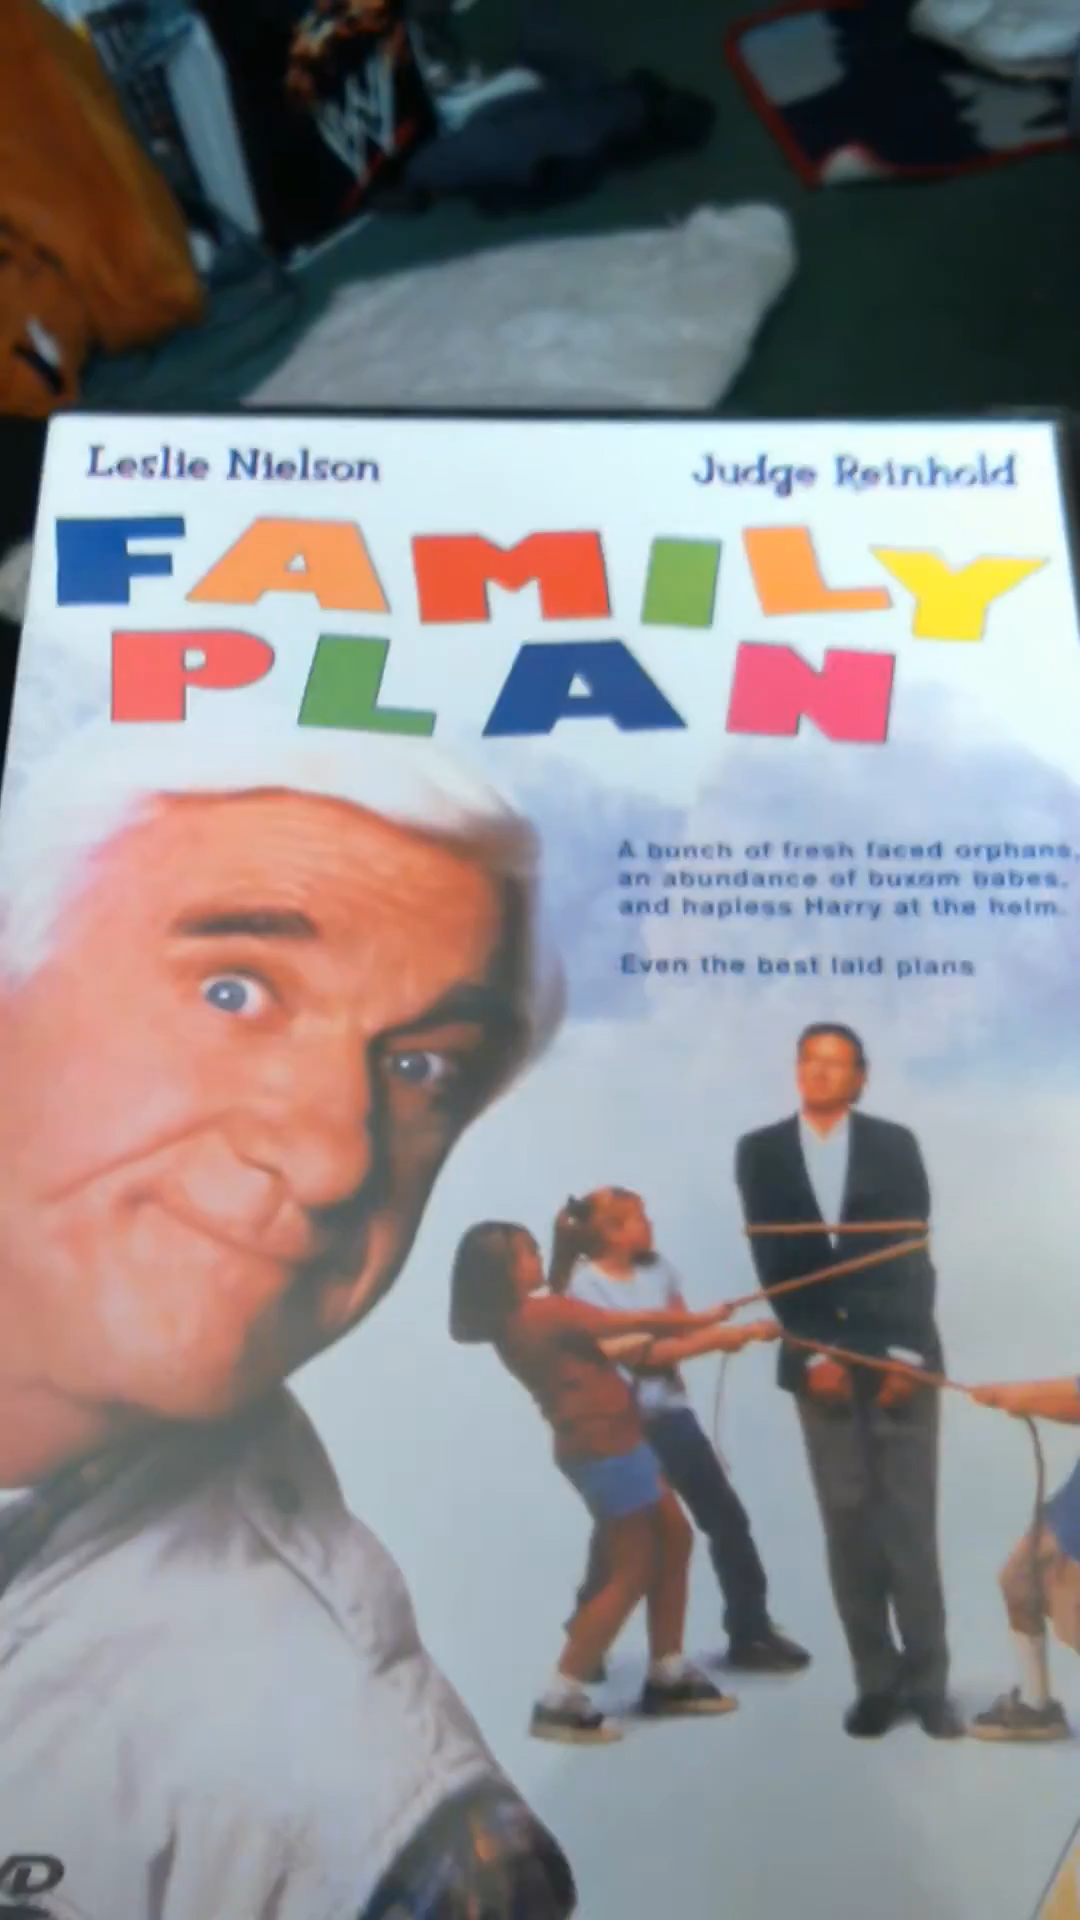 Leslie Nielson Judge Reinhold
FAMILY
PLAN
A bunch of fresh faced orphans,
an abundance of buxom babes,
and hapless Harry at the helm.
Even the best laid plans
W
D